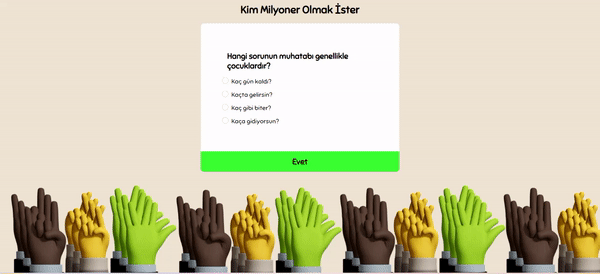 Kim Milyoner Olmak İster
Hangi sorunun muhatabı genellikle
çocuklardır?
Kaç gün kaldı?
Kaçta gelirsin?
Kaç gibi biter?
Kaça gidiyorsun?
Evet